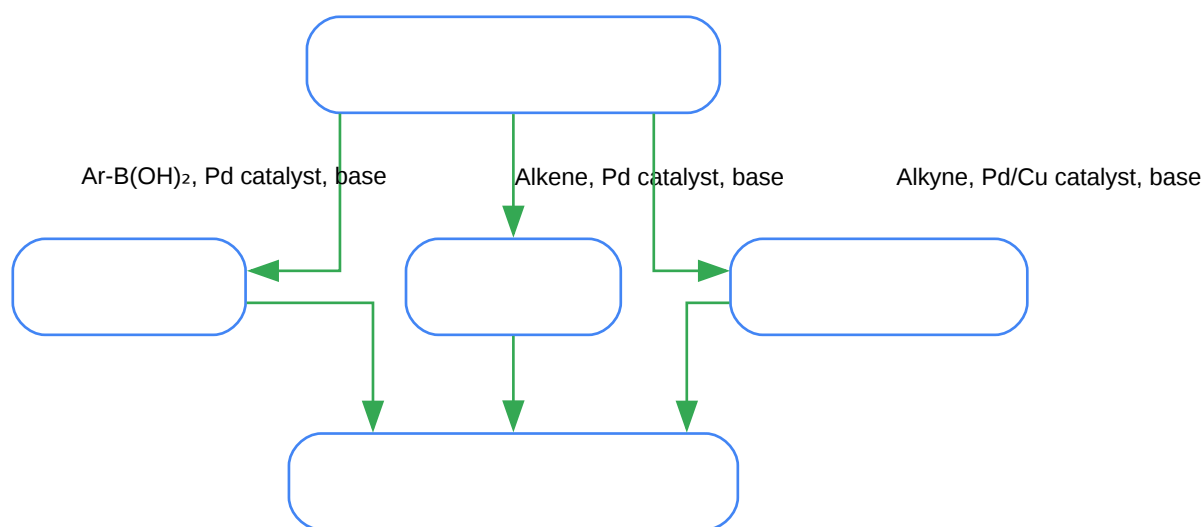 Ar-B(OH)₂, Pd catalyst, base
Alkene, Pd catalyst, base
Alkyne, Pd/Cu catalyst, base